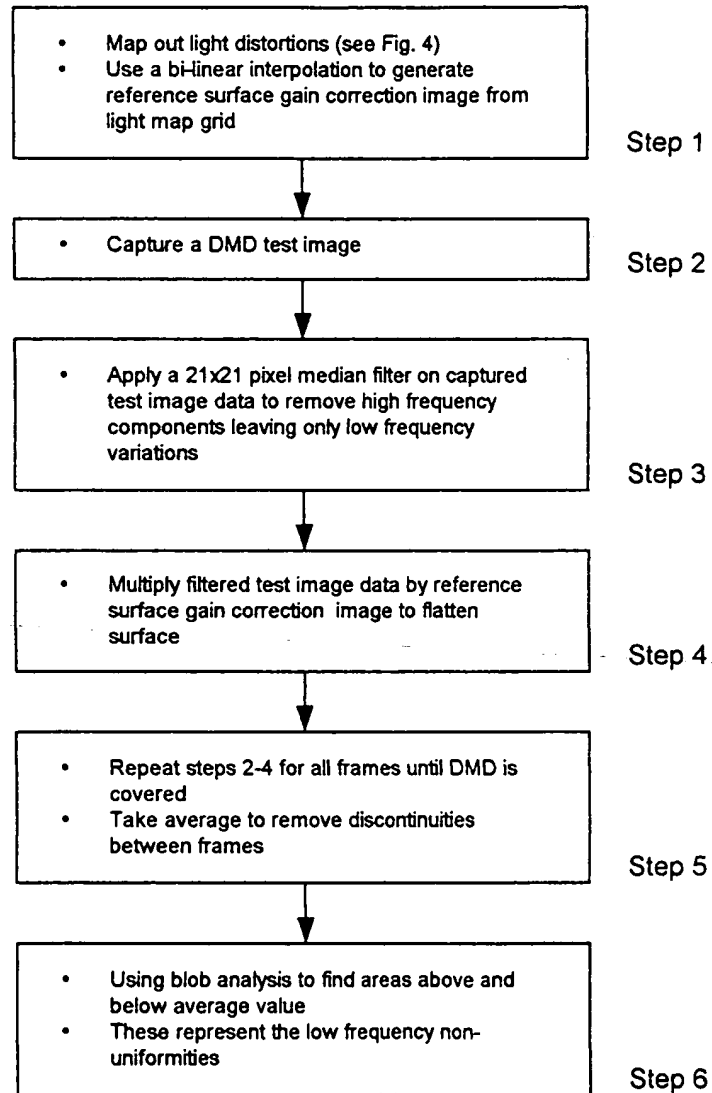 • Map out light distortions (see Fig. 4)
• Use a bi-linear interpolation to generate
reference surface gain correction image from
light map grid
Step 1
• Capture a DMD test image
Step 2
• Apply a 21x21 pixel median filter on captured
test image data to remove high frequency
components leaving only low frequency
variations
Step 3
• Multiply filtered test image data by reference
surface gain correction image to flatten
surface
Step 4
• Repeat steps 2-4 for all frames until DMD is
covered
• Take average to remove discontinuities
between frames
Step 5
• Using blob analysis to find areas above and
below average value
• These represent the low frequency non-
uniformities
Step 6